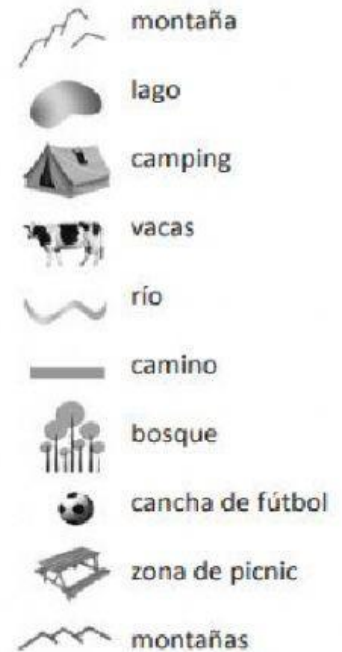 montaña
lago
camping
vacas
río
camino
bosque
cancha de fútbol
zona de picnic
montañas